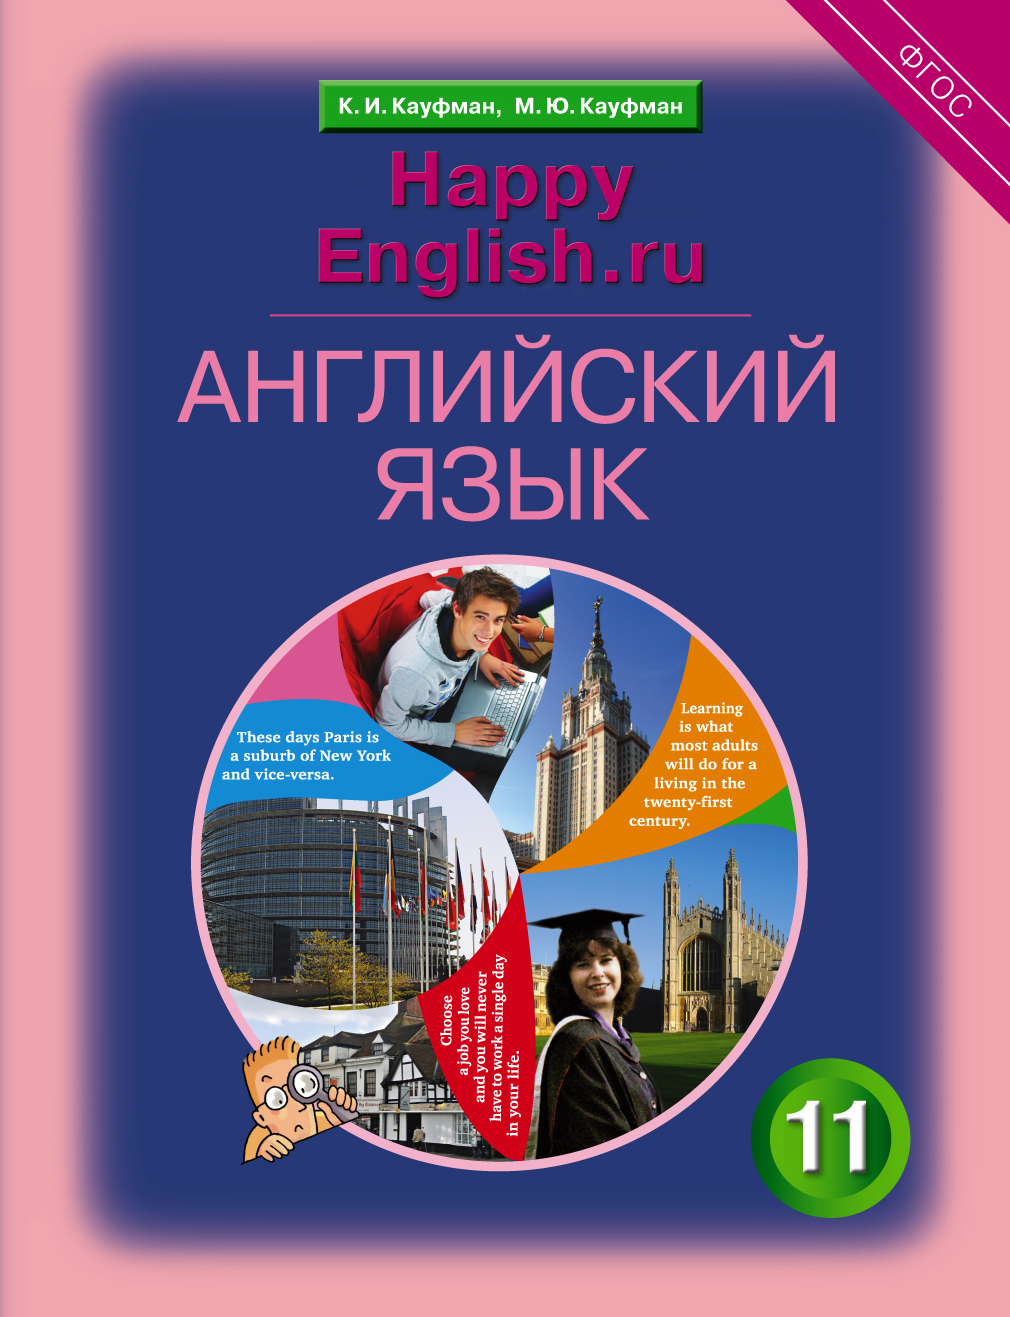 ФГОС
К. И. Кауфман, М. Ю. Кауфман
Happy
English.ru
АНГЛИЙСКИЙ
ЯЗЫК
Learning
is what
most adults
will do for a
living in the
twenty-first
century.
These days Paris is
a suburb of New York
and vice-versa.
Choose
a job you love
and you will never
have to work a single day
in your life.
11